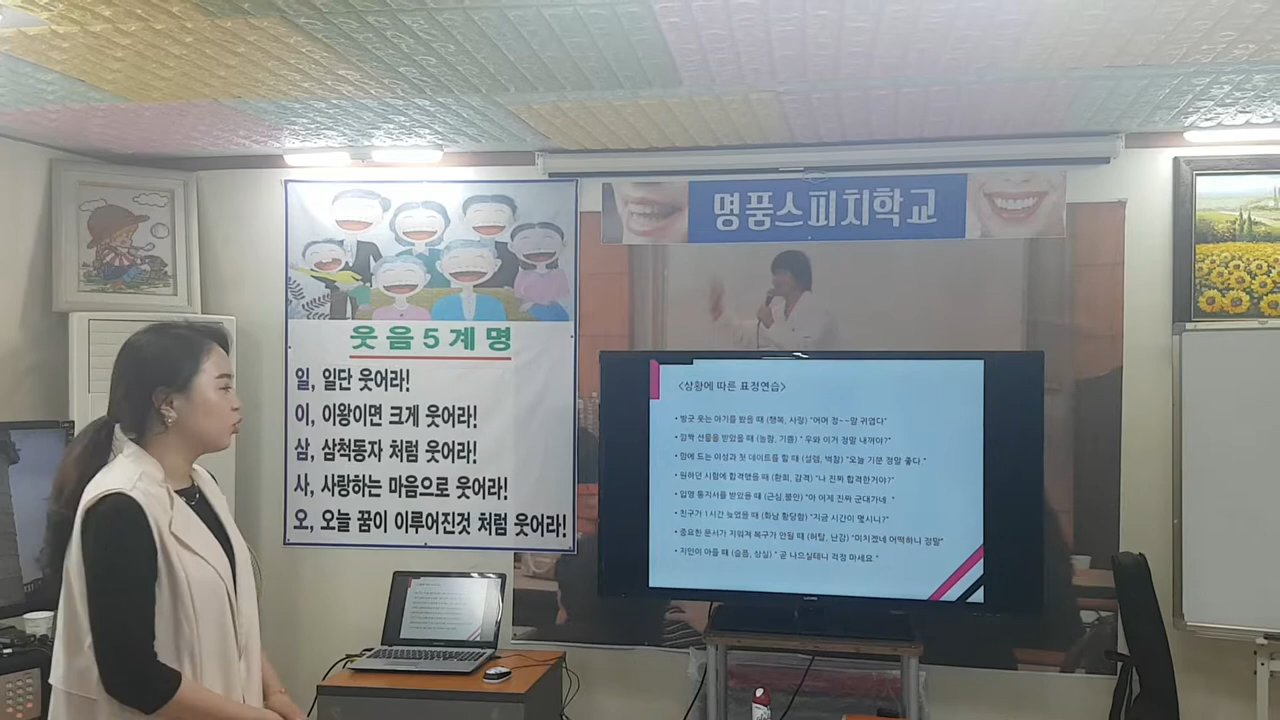 명품스피치학교
웃음5계명
일, 일단 웃어라!
이, 이왕이면 크게 웃어라!
삼, 삼척동자 처럼 웃어라!
사, 사랑하는 마음으로 웃어라!
오, 오늘 꿈이 이루어진것 처럼 웃어라!
<상황에 따른 표정연습>
• 방긋 웃는 아기를 봤을 때 (행복, 사랑) "어머 정~~말 귀엽다"
• 깜짝 선물을 받았을 때 (놀람, 기쁨) " 우와 이거 정말 내꺼야?"
• 맘에 드는 이성과 첫 데이트를 할 때 (설렘, 벅참) "오늘 기분 정말 좋다 "
• 원하던 시험에 합격했을 때 (환희, 감격) "나 진짜 합격한거야?"
• 입영 통지서를 받았을 때 (근심,불만) "아 이제 진짜 군대가네 "
• 친구가 1시간 늦었을 때 (화남 황당함) "지금 시간이 몇시니?"
• 중요한 문서가 지워져 복구가 안될 때 (허탈, 난감) "미치겠네 어떡하니 정말"
• 지인이 아플 때 (슬픔, 상실) " 곧 나으실테니 걱정 마세요."